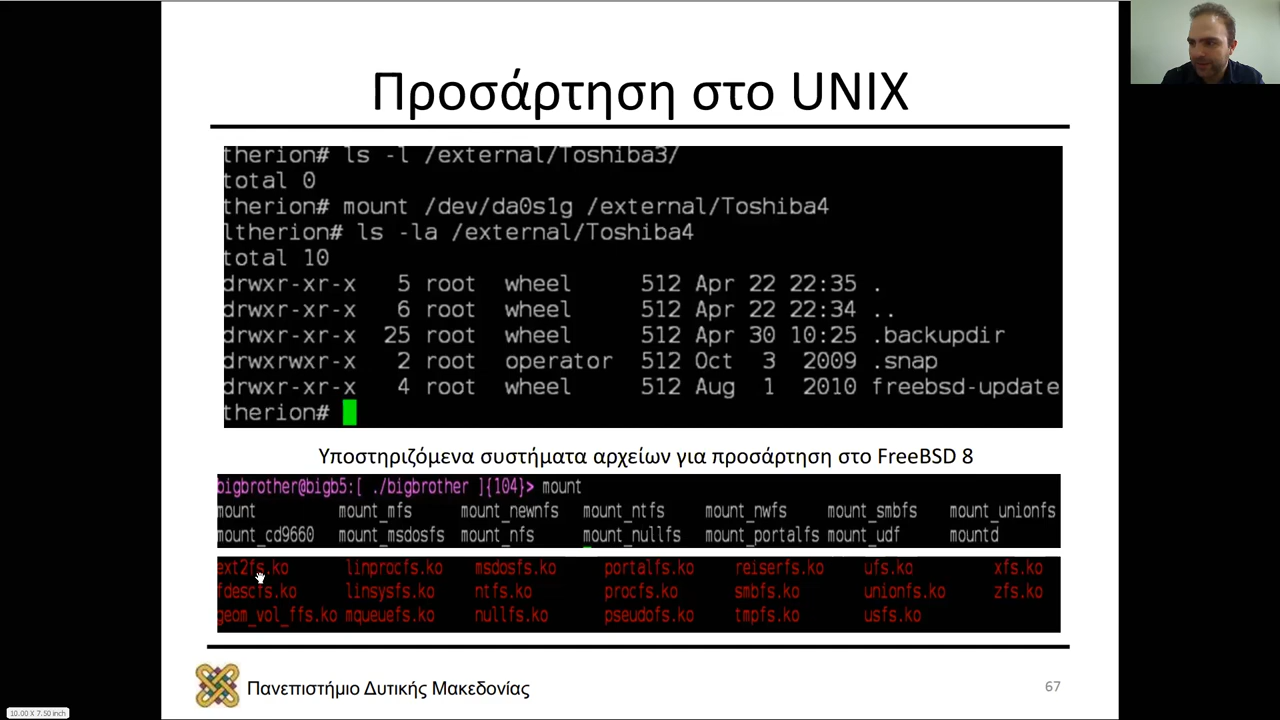 Προσάρτηση στο UNIX
therion# ls -l /external/Toshiba3/
total 0
therion# mount /dev/da0s1g /external/Toshiba4
ltherion# ls -la /external/Toshiba4
total 10
drwxr-xr-x 5 root wheel 512 Apr 22 22:35 .
drwxr-xr-x 6 root wheel 512 Apr 22 22:34 ..
drwxr-xr-x 25 root wheel 512 Apr 30 10:25 .backupdir
drwxrwxr-x 2 root operator 512 Oct 3 2009 .snap
drwxr-xr-x 4 root wheel 512 Aug 1 2010 freebsd-update
therion#
Υποστηριζόμενα συστήματα αρχείων για προσάρτηση στο FreeBSD 8
bigbrother@bigb5:[ ./bigbrother ]{104}> mount
mount mount_mfs mount_newnfs mount_ntfs mount_nwfs mount_smbfs mount_unionfs
mount_cd9660 mount_msdosfs mount_nfs mount_nullfs mount_portalfs mount_udf mountd
ext2fs.ko linprocfs.ko msdosfs.ko portalfs.ko reiserfs.ko ufs.ko xfs.ko
fdescfs.ko linsysfs.ko ntfs.ko procfs.ko smbfs.ko unionfs.ko zfs.ko
geom_vol_ffs.ko mqueuefs.ko nullfs.ko pseudofs.ko tmpfs.ko usfs.ko
Πανεπιστήμιο Δυτικής Μακεδονίας
67
10.00 X 7.50 inch